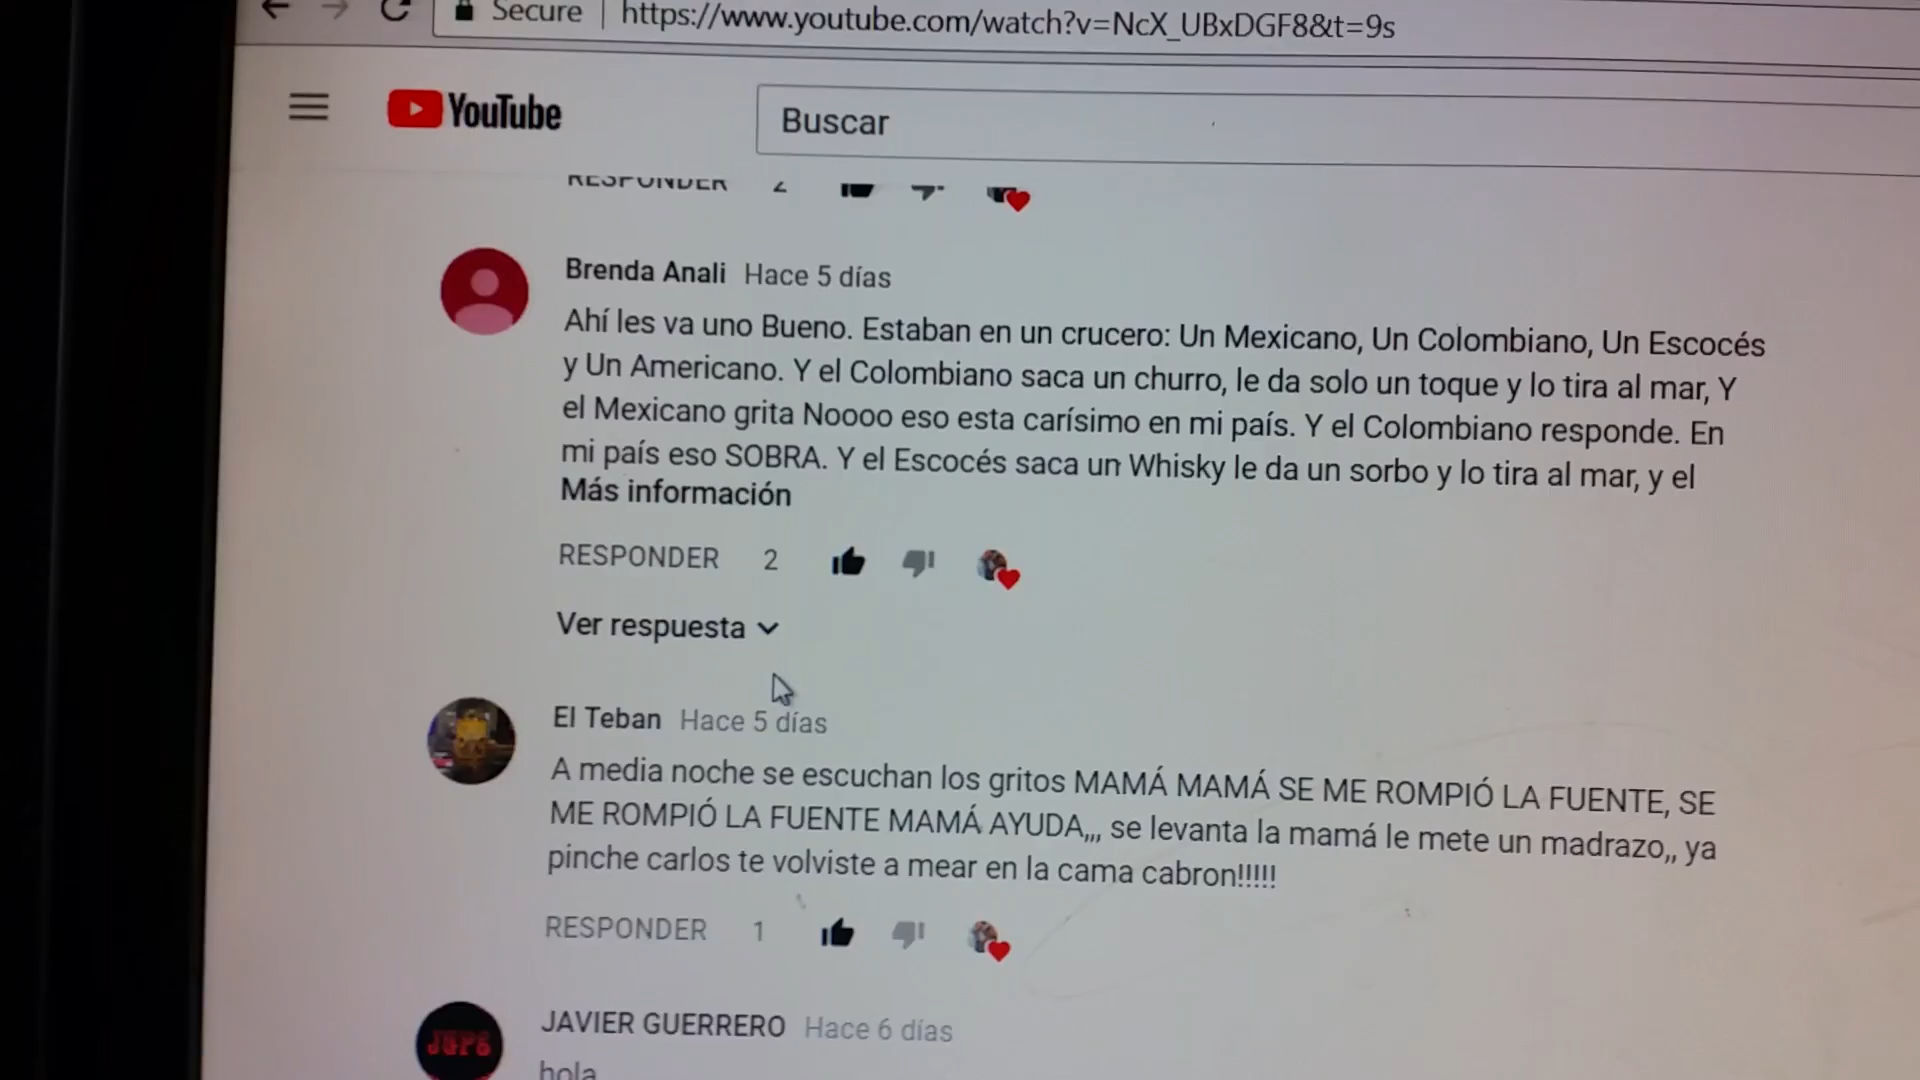 Secure | https://www.youtube.com/watch?v=NcX_UBxDGF8&t=9s
YouTube
Buscar
RESPONDER 2
Brenda Anali Hace 5 días
Ahí les va uno Bueno. Estaban en un crucero: Un Mexicano, Un Colombiano, Un Escocés
y Un Americano. Y el Colombiano saca un churro, le da solo un toque y lo tira al mar, Y
el Mexicano grita Noooo eso esta carísimo en mi país. Y el Colombiano responde. En
mi país eso SOBRA. Y el Escocés saca un Whisky le da un sorbo y lo tira al mar, y el
Más información
RESPONDER 2
Ver respuesta
El Teban Hace 5 días
A media noche se escuchan los gritos MAMÁ MAMÁ SE ME ROMPIÓ LA FUENTE, SE
ME ROMPIÓ LA FUENTE MAMÁ AYUDA,,, se levanta la mamá le mete un madrazo,, ya
pinche carlos te volviste a mear en la cama cabron!!!!!
RESPONDER 1
JGPS
JAVIER GUERRERO Hace 6 días
hola